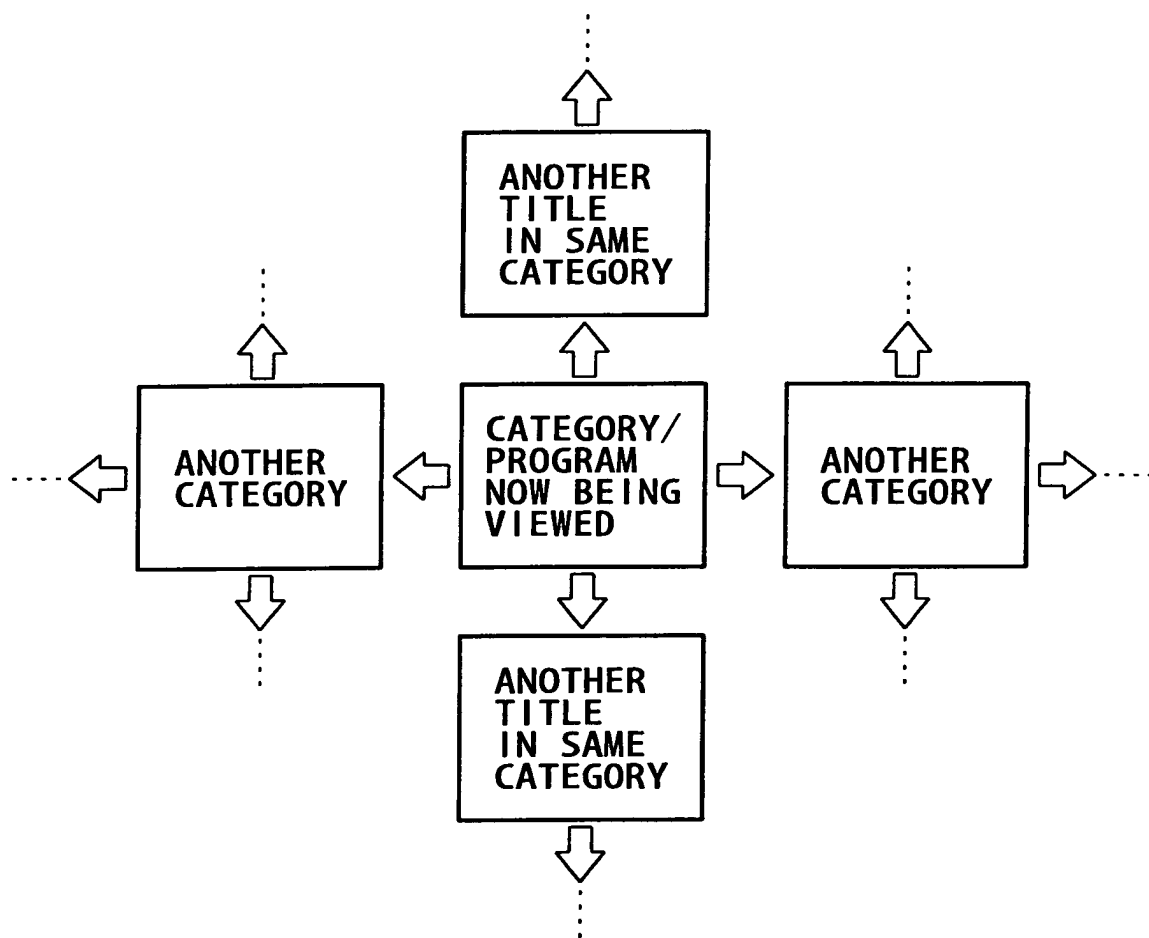 ANOTHER
TITLE
IN SAME
CATEGORY
ANOTHER
CATEGORY
CATEGORY/
PROGRAM
NOW BEING
VIEWED
ANOTHER
CATEGORY
ANOTHER
TITLE
IN SAME
CATEGORY